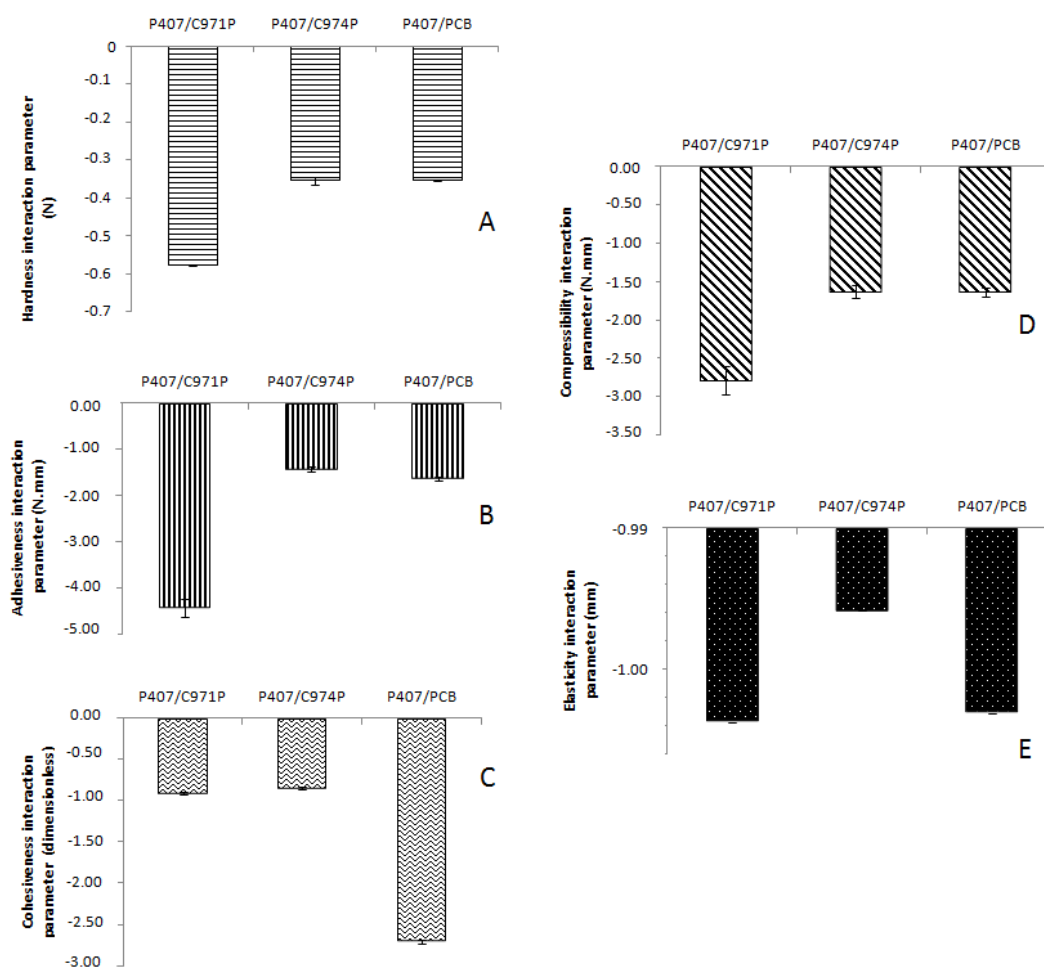 P407/C971P P407/C974P P407/PCB
0
-0.1
-0.2
-0.3
-0.4
-0.5
-0.6
-0.7
Hardness interaction parameter
(N)
A
P407/C971P P407/C974P P407/PCB
0.00
-1.00
-2.00
-3.00
-4.00
-5.00
Adhesiveness interaction
parameter (N.mm)
B
P407/C971P P407/C974P P407/PCB
0.00
-0.50
-1.00
-1.50
-2.00
-2.50
-3.00
Cohesiveness interaction
parameter (dimensionless)
C
P407/C971P P407/C974P P407/PCB
0.00
-0.50
-1.00
-1.50
-2.00
-2.50
-3.00
-3.50
Compressibility interaction
parameter (N.mm)
D
P407/C971P P407/C974P P407/PCB
-0.99
-1.00
Elasticity interaction
parameter (mm)
E